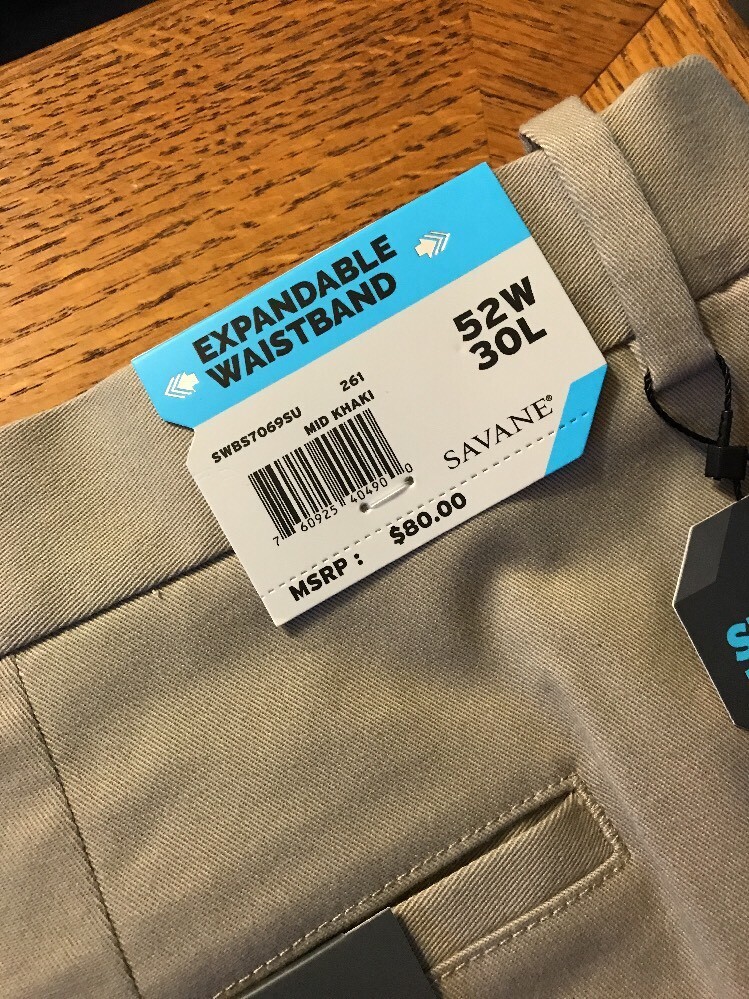 EXPANDABLE
WAISTBAND
52W
30L
SWBS7069SU 261
MID KHAKI
SAVANE®
7 60925 40490 0
MSRP : $80.00